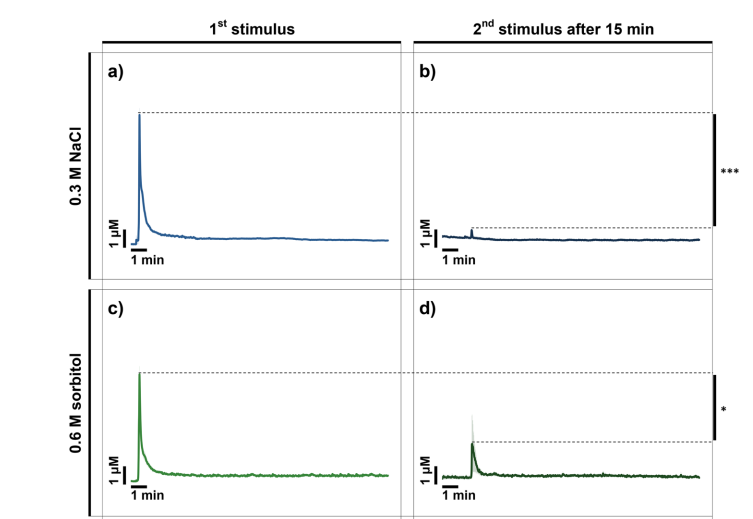 1st stimulus
2nd stimulus after 15 min
0.3 M NaCl
a)
1 µM
1 min
b)
1 µM
1 min
***
0.6 M sorbitol
c)
1 µM
1 min
d)
1 µM
1 min
*